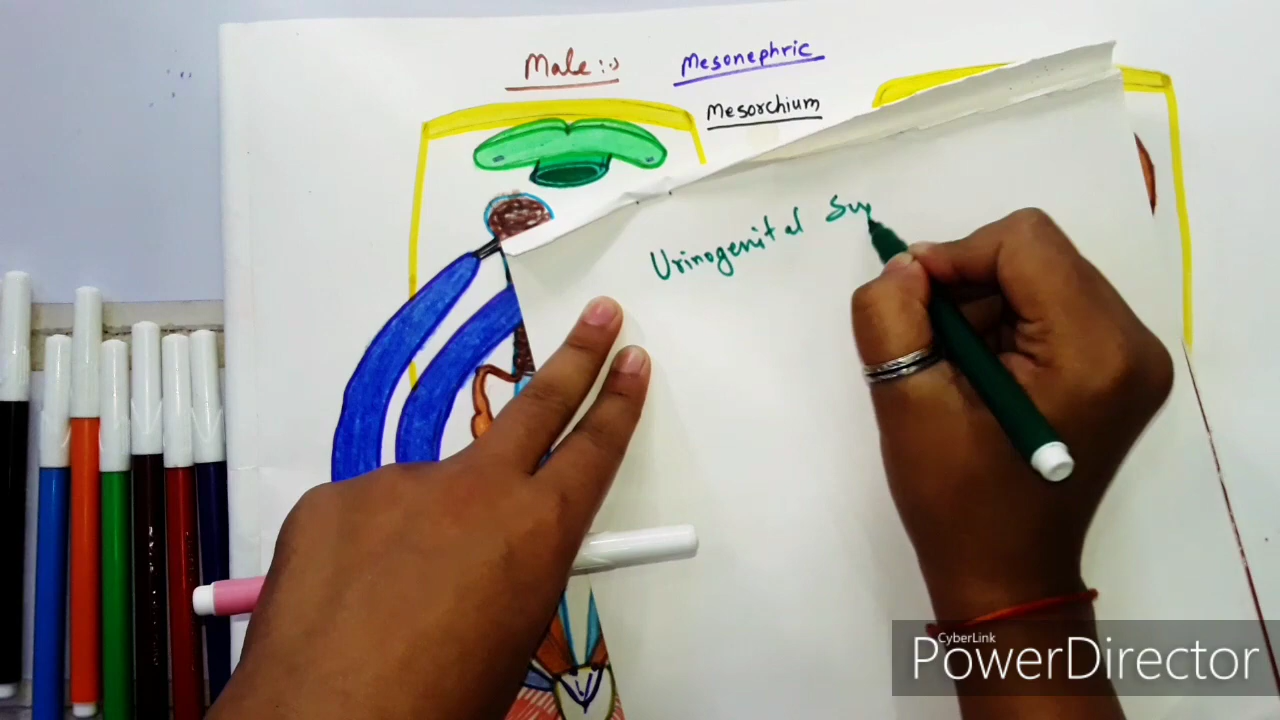 Male :-)
Mesonephric
Mesorchium
Urinogenital Sy
CyberLink
PowerDirector